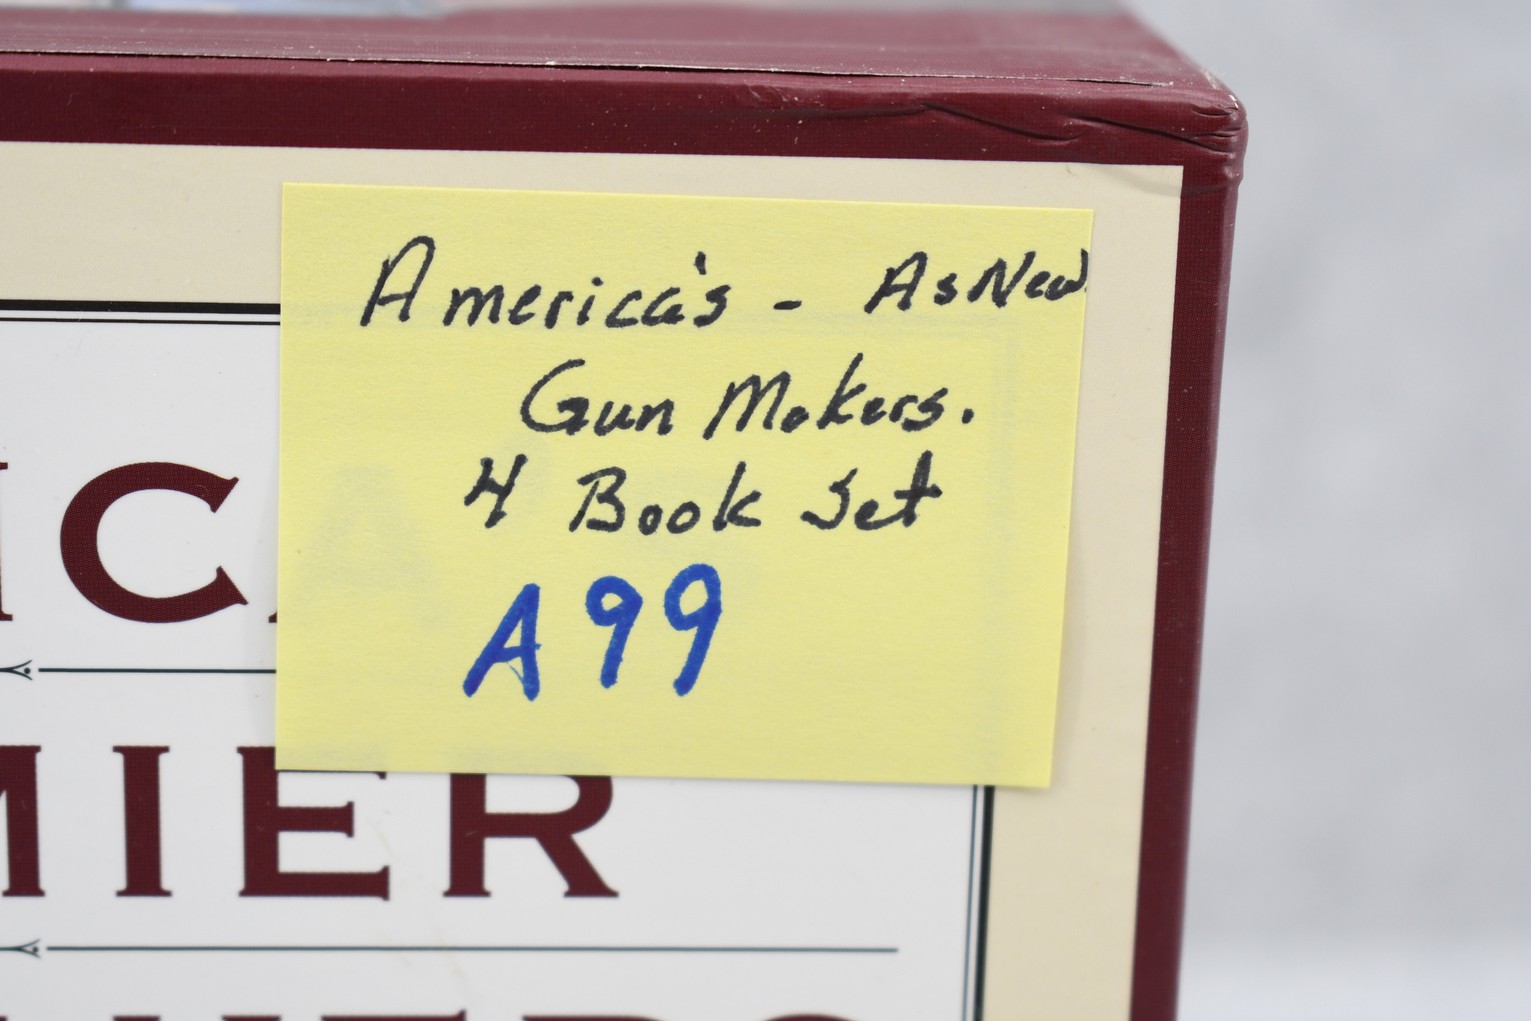 America's - As New
Gun Makers.
4 Book Set
A99
ICA
MIER